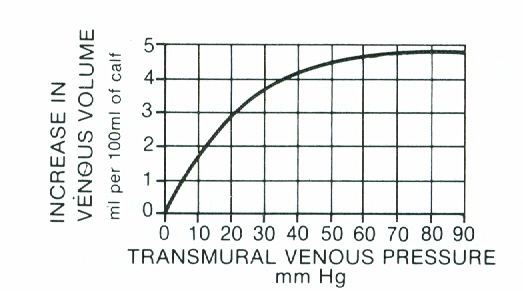 INCREASE IN
VENOUS VOLUME
ml per 100ml of calf
5
4
3
2
1
0
0 10 20 30 40 50 60 70 80 90
TRANSMURAL VENOUS PRESSURE
mm Hg